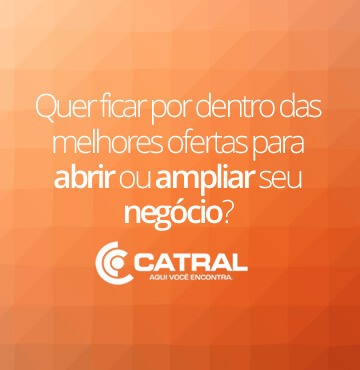 Quer ficar por dentro das
melhores ofertas para
abrir ou ampliar seu
negócio?
CATRAL
AQUI VOCÊ ENCONTRA.